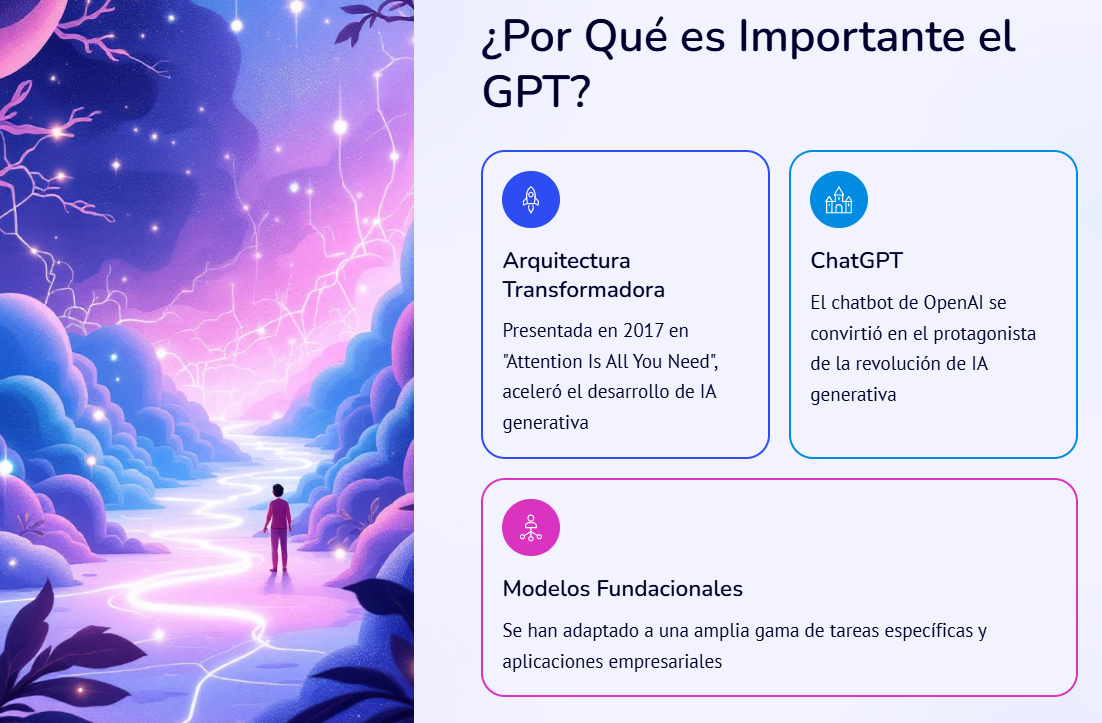 ¿Por Qué es Importante el
GPT?
Arquitectura
Transformadora
Presentada en 2017 en
"Attention Is All You Need",
aceleró el desarrollo de IA
generativa
ChatGPT
El chatbot de OpenAI se
convirtió en el protagonista
de la revolución de IA
generativa
Modelos Fundacionales
Se han adaptado a una amplia gama de tareas específicas y
aplicaciones empresariales